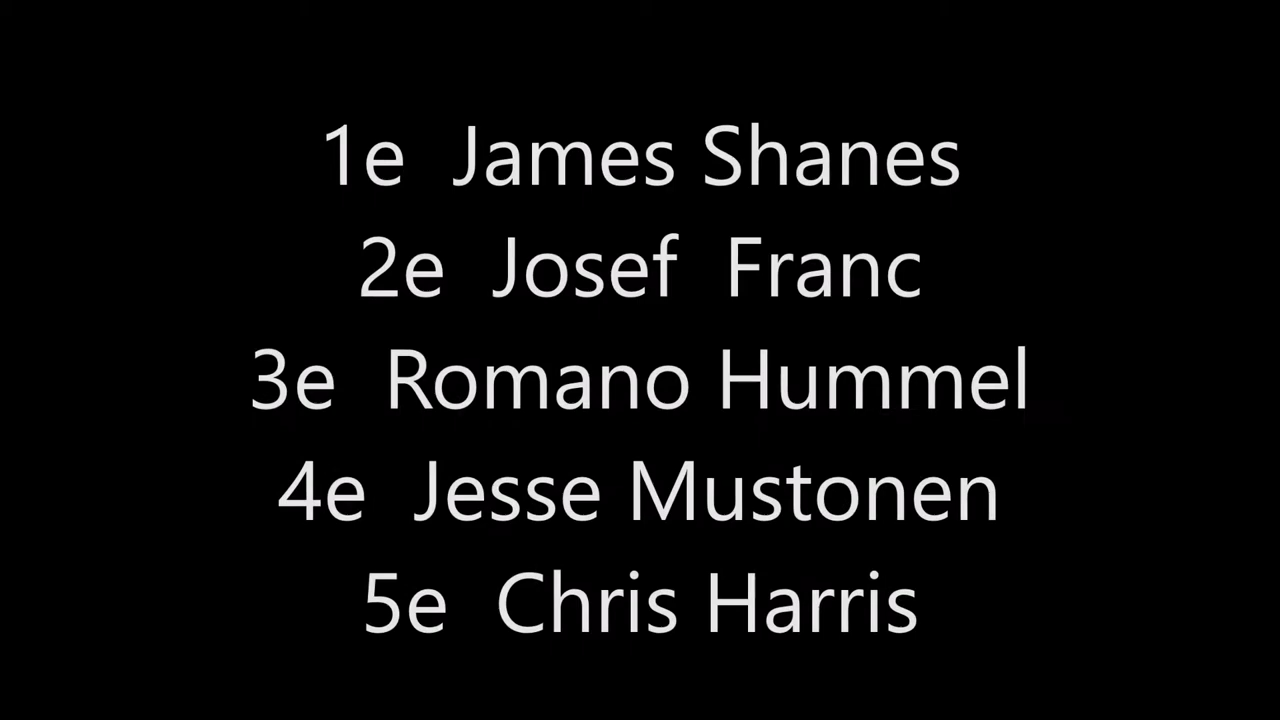 1e  James Shanes
2e  Josef  Franc
3e  Romano Hummel
4e  Jesse Mustonen
5e  Chris Harris